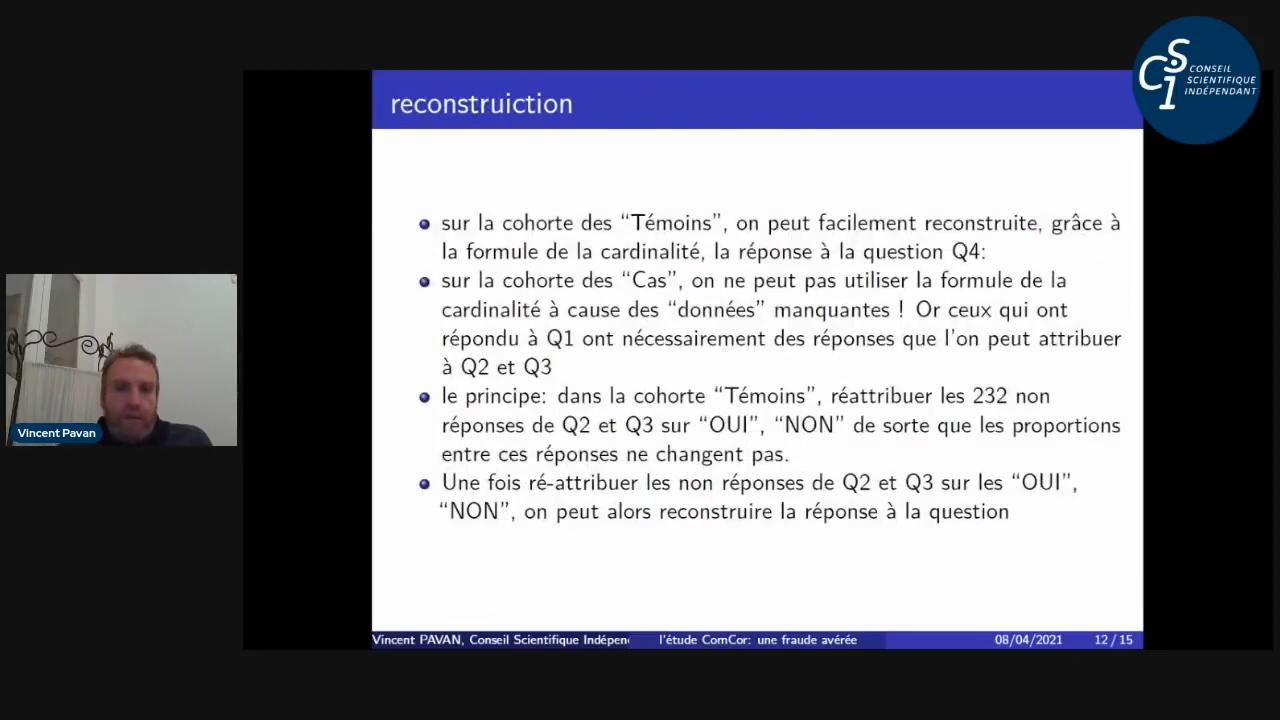 CSI CONSEIL
SCIENTIFIQUE
INDÉPENDANT
reconstruiction
sur la cohorte des “Témoins”, on peut facilement reconstruite, grâce à
la formule de la cardinalité, la réponse à la question Q4:
sur la cohorte des “Cas”, on ne peut pas utiliser la formule de la
cardinalité à cause des “données” manquantes ! Or ceux qui ont
répondu à Q1 ont nécessairement des réponses que l'on peut attribuer
à Q2 et Q3
le principe: dans la cohorte “Témoins”, réattribuer les 232 non
réponses de Q2 et Q3 sur “OUI”, “NON” de sorte que les proportions
entre ces réponses ne changent pas.
Une fois ré-attribuer les non réponses de Q2 et Q3 sur les “OUI”,
“NON”, on peut alors reconstruire la réponse à la question
Vincent Pavan
Vincent PAVAN, Conseil Scientifique Indépen l'étude ComCor: une fraude avérée 08/04/2021 12 / 15